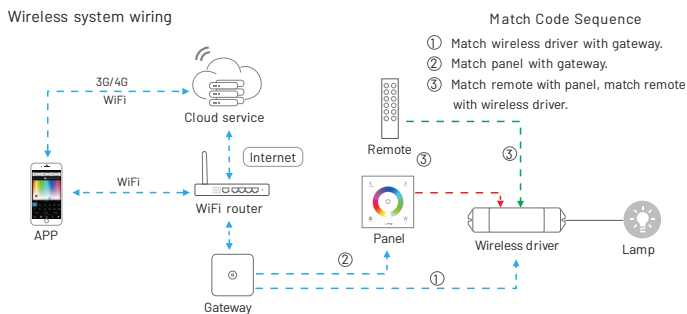 Wireless system wiring
Match Code Sequence
① Match wireless driver with gateway.
② Match panel with gateway.
③ Match remote with panel, match remote
with wireless driver.
3G/4G
WiFi
Cloud service
Internet
WiFi
WiFi router
APP
Remote
③
③
Panel
Wireless driver
Lamp
②
①
Gateway